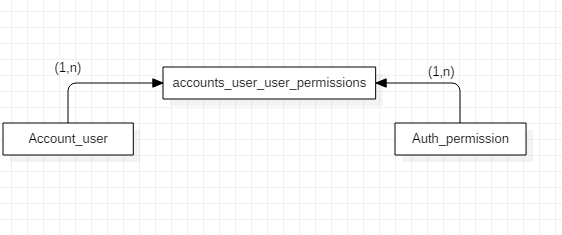 (1,n)
(1,n)
accounts_user_user_permissions
Account_user
Auth_permission